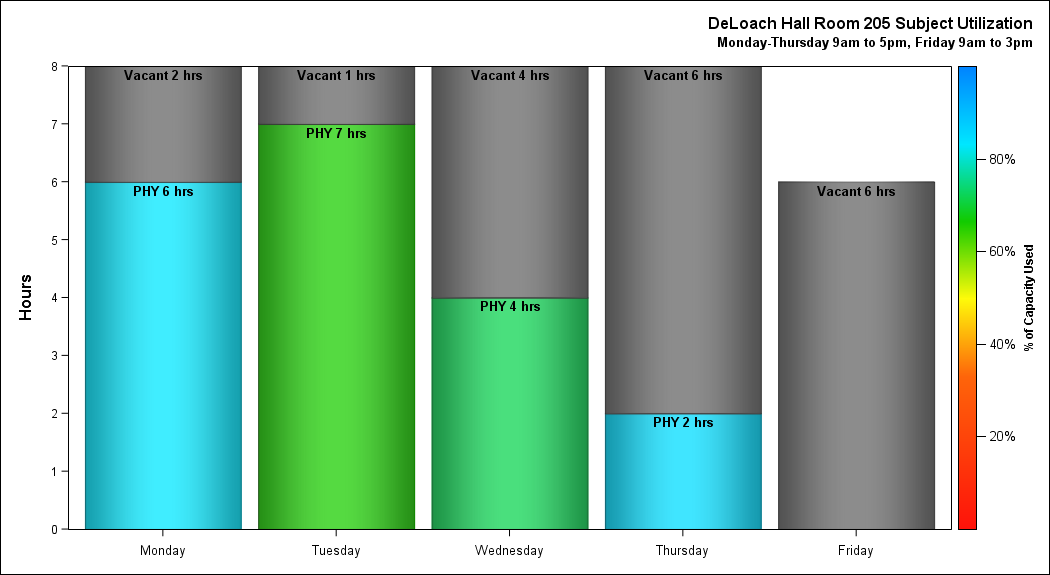 DeLoach Hall Room 205 Subject Utilization
Monday-Thursday 9am to 5pm, Friday 9am to 3pm
Hours
8
7
6
5
4
3
2
1
0
Vacant 2 hrs
PHY 6 hrs
Vacant 1 hrs
PHY 7 hrs
Vacant 4 hrs
PHY 4 hrs
Vacant 6 hrs
PHY 2 hrs
Vacant 6 hrs
Monday
Tuesday
Wednesday
Thursday
Friday
80%
60%
40%
20%
% of Capacity Used